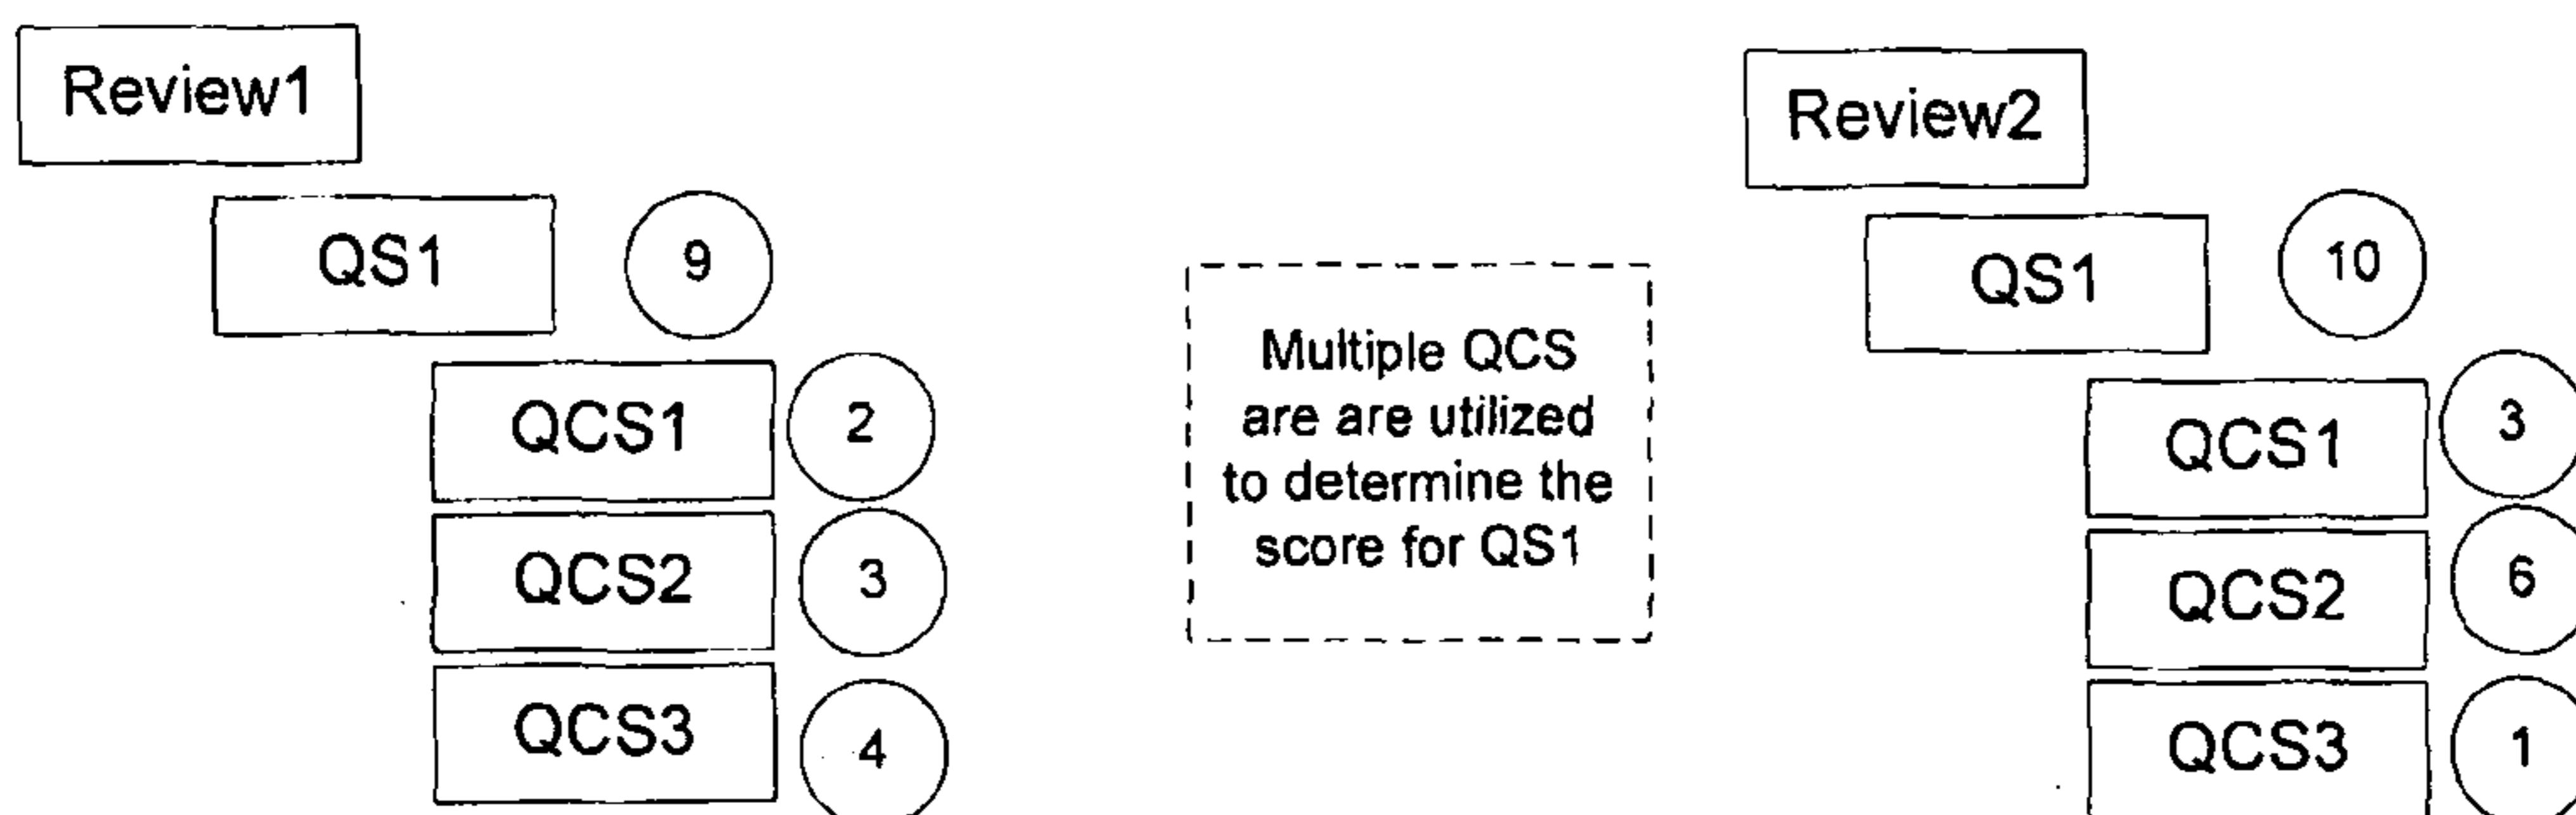 Review1
QS1
9
QCS1
2
QCS2
3
QCS3
4
Multiple QCS
are are utilized
to determine the
score for QS1
Review2
QS1
10
QCS1
3
QCS2
6
QCS3
1